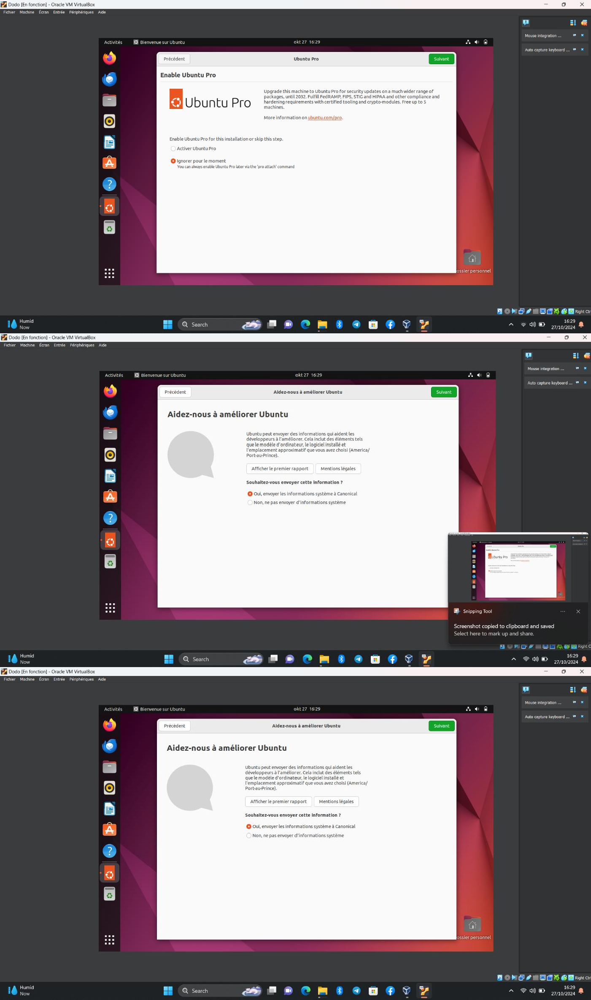 Dodo [En fonction] - Oracle VM VirtualBox
Fichier Machine Écran Entrée Périphériques Aide
Mouse integration ...
Auto capture keyboard ...
Activités Bienvenue sur Ubuntu okt 27 16:29
Précédent Ubuntu Pro Suivant
Enable Ubuntu Pro
Ubuntu Pro
Upgrade this machine to Ubuntu Pro for security updates on a much wider range of
packages, until 2032. Fulfill FedRAMP, FIPS, STIG and HIPAA and other compliance and
hardening requirements with certified tooling and crypto-modules. Free up to 5
machines.
More information on ubuntu.com/pro.
Enable Ubuntu Pro for this installation or skip this step.
Activer Ubuntu Pro
Ignorer pour le moment
You can always enable Ubuntu Pro later via the 'pro attach' command
ossier personnel
Right Ctr
Humid
Now
Search
16:29
27/10/2024
Dodo [En fonction] - Oracle VM VirtualBox
Fichier Machine Écran Entrée Périphériques Aide
Mouse integration ...
Auto capture keyboard ...
Activités Bienvenue sur Ubuntu okt 27 16:29
Précédent Aidez-nous à améliorer Ubuntu Suivant
Aidez-nous à améliorer Ubuntu
Ubuntu peut envoyer des informations qui aident les
développeurs à l'améliorer. Cela inclut des éléments tels
que le modèle d'ordinateur, le logiciel installé et
l'emplacement approximatif que vous avez choisi (America/
Port-au-Prince).
Afficher le premier rapport Mentions légales
Souhaitez-vous envoyer cette information ?
Oui, envoyer les informations système à Canonical
Non, ne pas envoyer d'informations système
Ubuntu Pro
Snipping Tool
Screenshot copied to clipboard and saved
Select here to mark up and share.
Right C
Humid
Now
Search
16:29
27/10/2024
Dodo [En fonction] - Oracle VM VirtualBox
Fichier Machine Écran Entrée Périphériques Aide
Mouse integration ...
Auto capture keyboard ...
Activités Bienvenue sur Ubuntu okt 27 16:29
Précédent Aidez-nous à améliorer Ubuntu Suivant
Aidez-nous à améliorer Ubuntu
Ubuntu peut envoyer des informations qui aident les
développeurs à l'améliorer. Cela inclut des éléments tels
que le modèle d'ordinateur, le logiciel installé et
l'emplacement approximatif que vous avez choisi (America/
Port-au-Prince).
Afficher le premier rapport Mentions légales
Souhaitez-vous envoyer cette information ?
Oui, envoyer les informations système à Canonical
Non, ne pas envoyer d'informations système
ossier personnel
Right Ctrl
Humid
Now
Search
16:29
27/10/2024